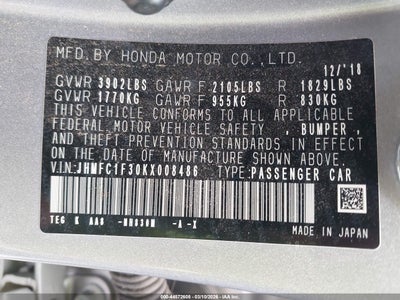 MFD.BY HONDA MOTOR CO.,LTD.
12/'18
GVWR 3902LBS GAWR F 2105LBS R 1829LBS
GVWR 1770KG GAWR F 955KG R 830KG
THIS VEHICLE CONFORMS TO ALL APPLICABLE
FEDERAL MOTOR VEHICLE SAFETY, BUMPER,
AND THEFT PREVENTION STANDARDS IN EFFECT
ON THE DATE OF MANUFACTURE SHOWN ABOVE.
V.I.N:JHMFC1F30KX008486 TYPE:PASSENGER CAR
MADE IN JAPAN